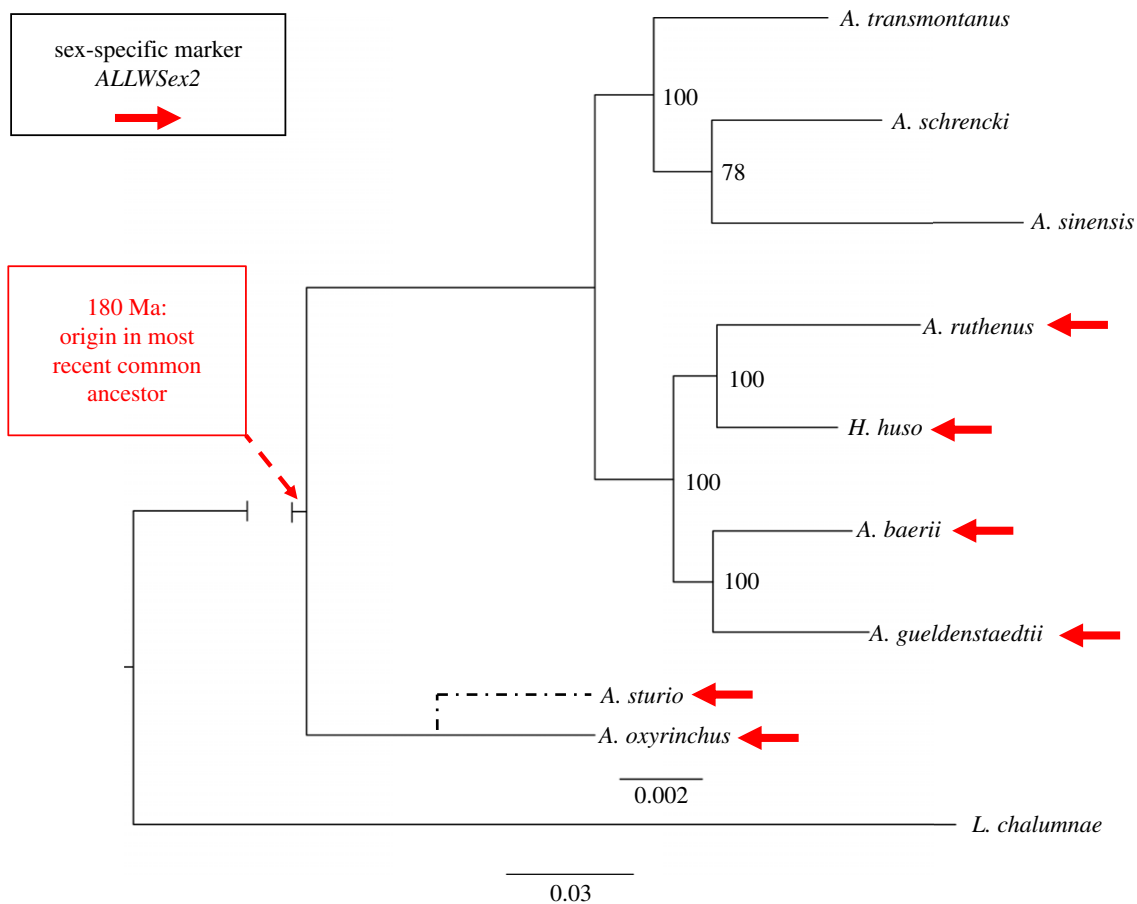 sex-specific marker
ALLWSex2
180 Ma:
origin in most
recent common
ancestor
A. transmontanus
100
A. schrencki
78
A. sinensis
A. ruthenus
100
H. huso
100
A. baerii
100
A. gueldenstaedtii
A. sturio
A. oxyrinchus
0.002
L. chalumnae
0.03